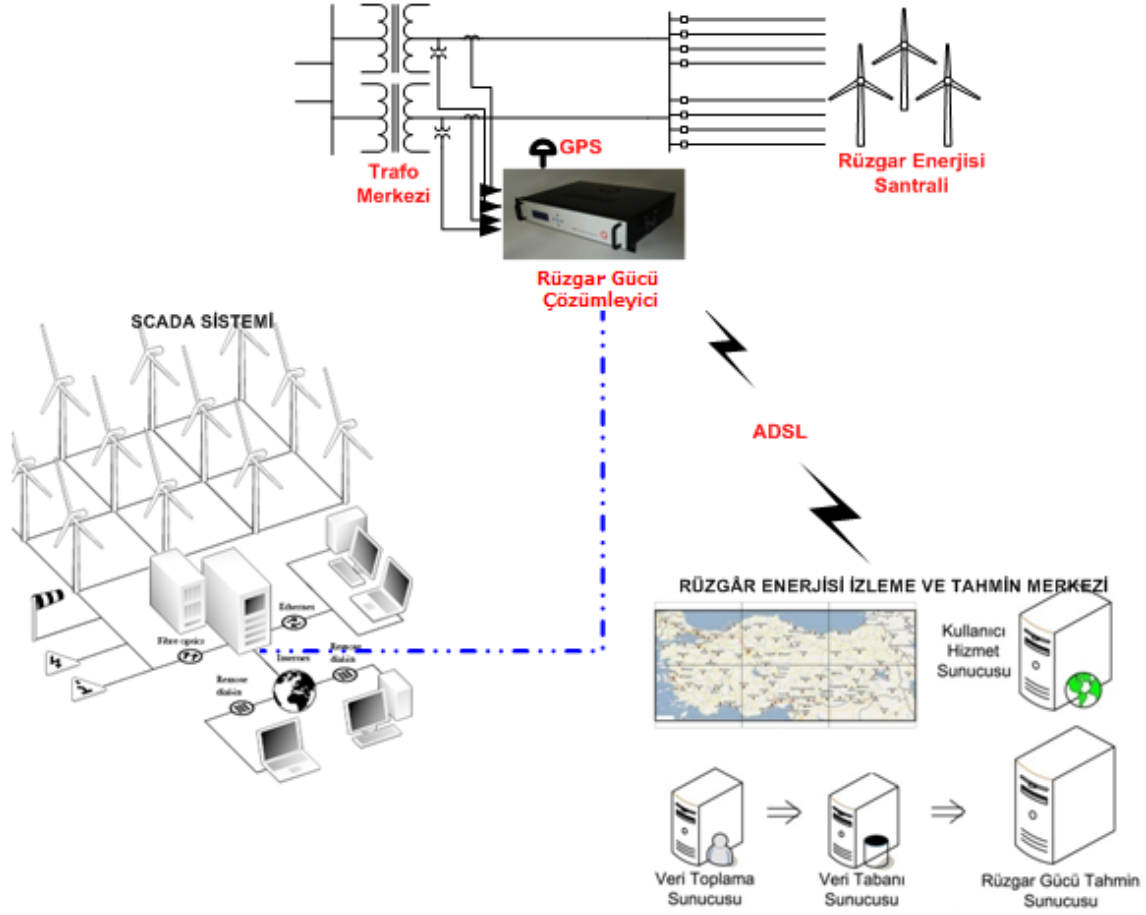 GPS
Trafo
Merkezi
Rüzgar Enerjisi
Santrali
Rüzgar Gücü
Çözümleyici
SCADA SİSTEMİ
ADSL
Ethernet
Fibre optics
Internet
Remote
dialin
Remote
dialin
RÜZGÂR ENERJİSİ İZLEME VE TAHMİN MERKEZİ
Kullanıcı
Hizmet
Sunucusu
Veri Toplama
Sunucusu
Veri Tabanı
Sunucusu
Rüzgar Gücü Tahmin
Sunucusu